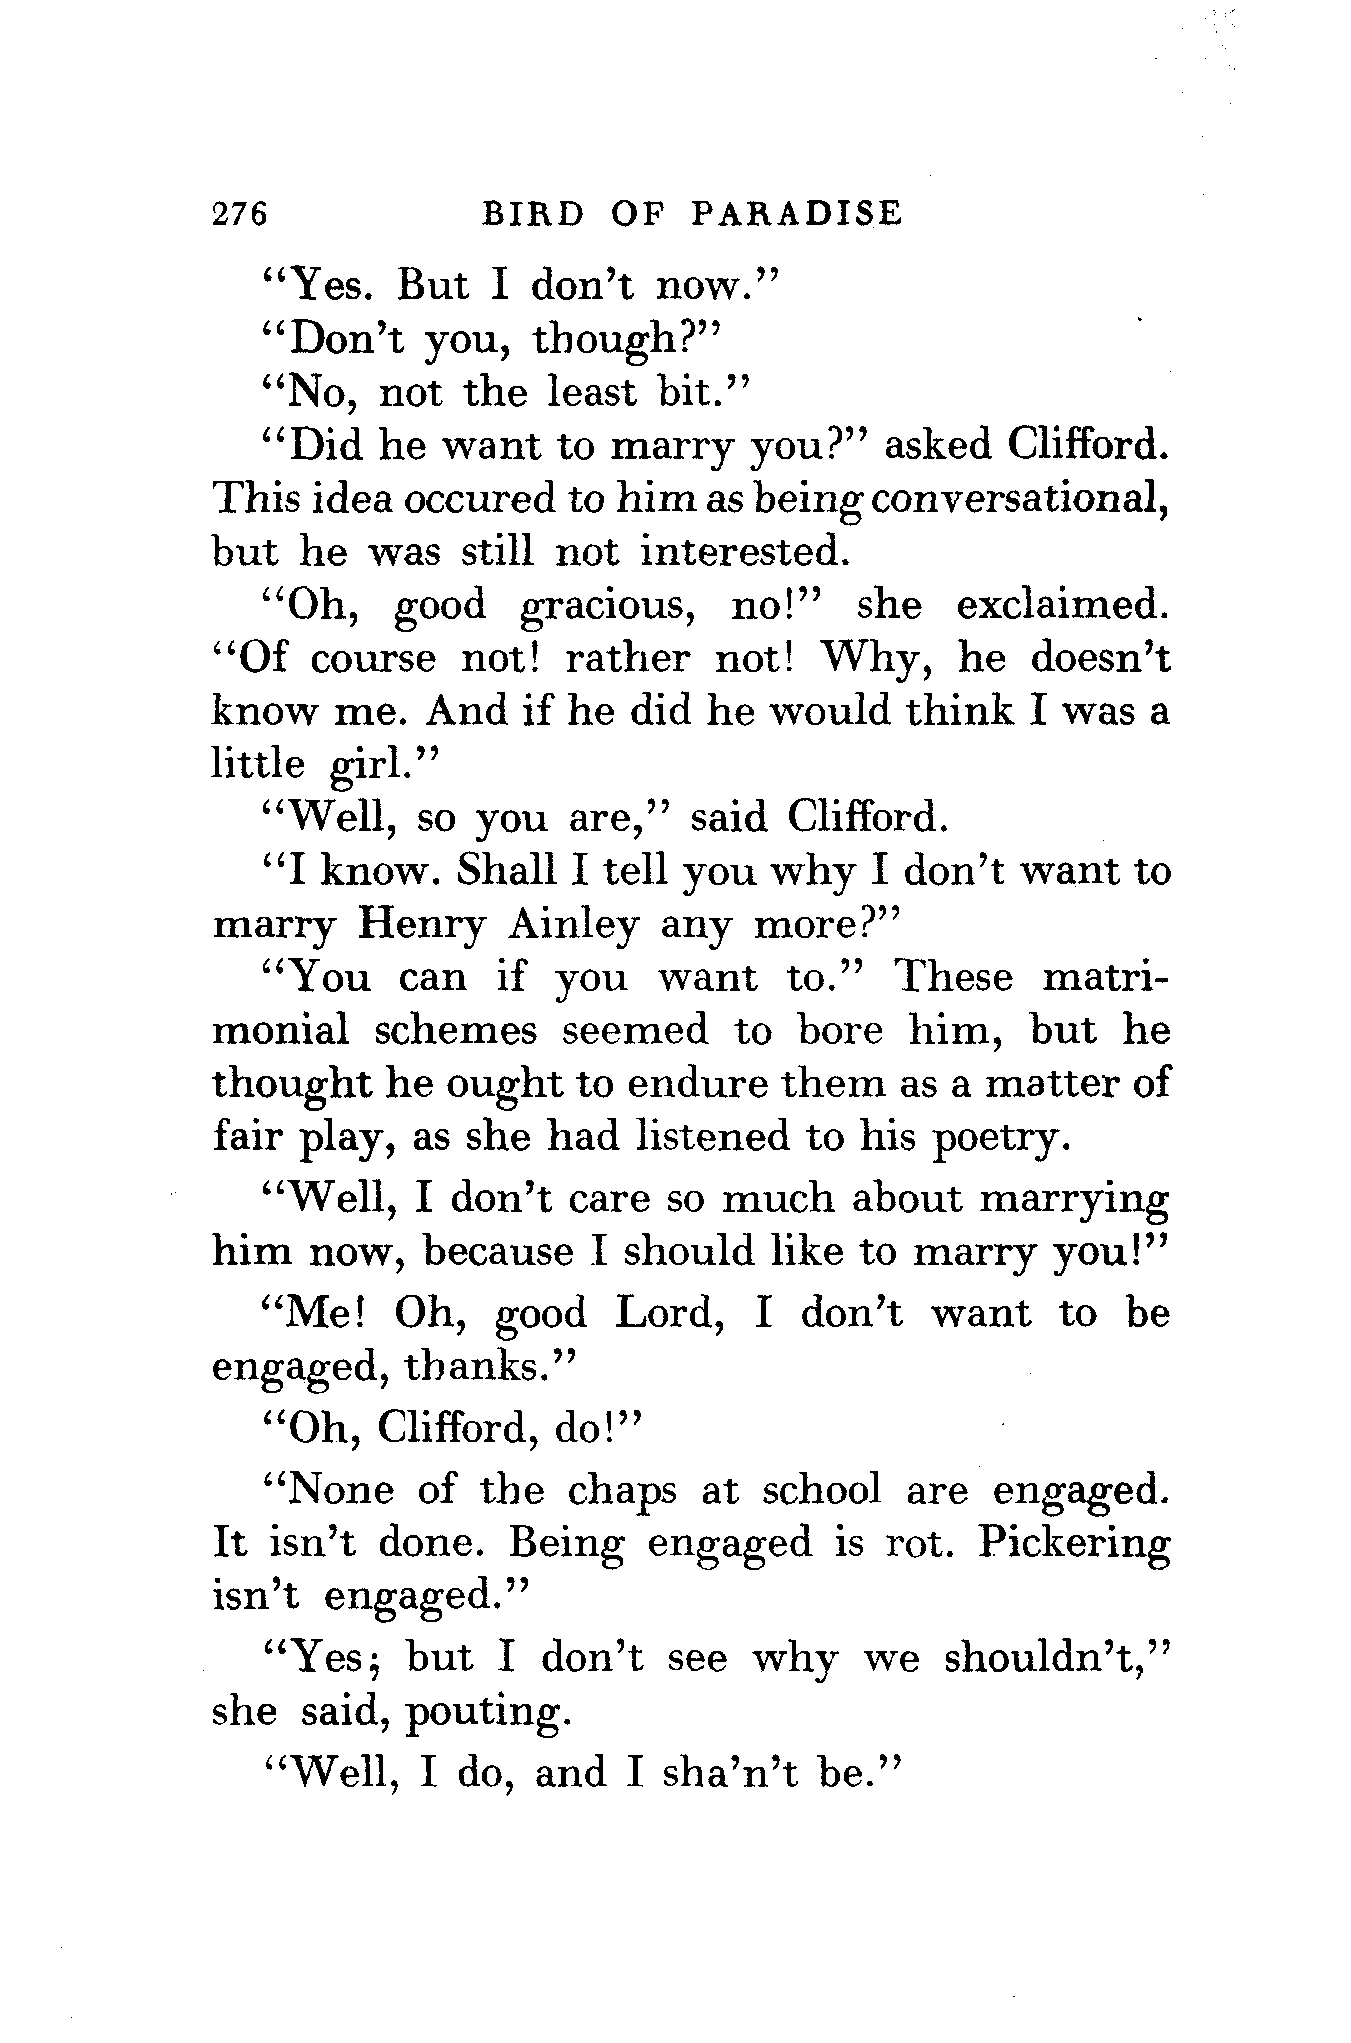 276 BIRD OF PARADISE
"Yes. But I don't now."
"Don't you, though?"
"No, not the least bit."
"Did he want to marry you?" asked Clifford.
This idea occured to him as being conversational,
but he was still not interested.
"Oh, good gracious, no!" she exclaimed.
"Of course not! rather not! Why, he doesn't
know me. And if he did he would think I was a
little girl."
"Well, so you are," said Clifford.
"I know. Shall I tell you why I don't want to
marry Henry Ainley any more?"
"You can if you want to." These matri-
monial schemes seemed to bore him, but he
thought he ought to endure them as a matter of
fair play, as she had listened to his poetry.
"Well, I don't care so much about marrying
him now, because I should like to marry you!"
"Me! Oh, good Lord, I don't want to be
engaged, thanks."
"Oh, Clifford, do!"
"None of the chaps at school are engaged.
It isn't done. Being engaged is rot. Pickering
isn't engaged."
"Yes; but I don't see why we shouldn't,"
she said, pouting.
"Well, I do, and I sha'n't be."